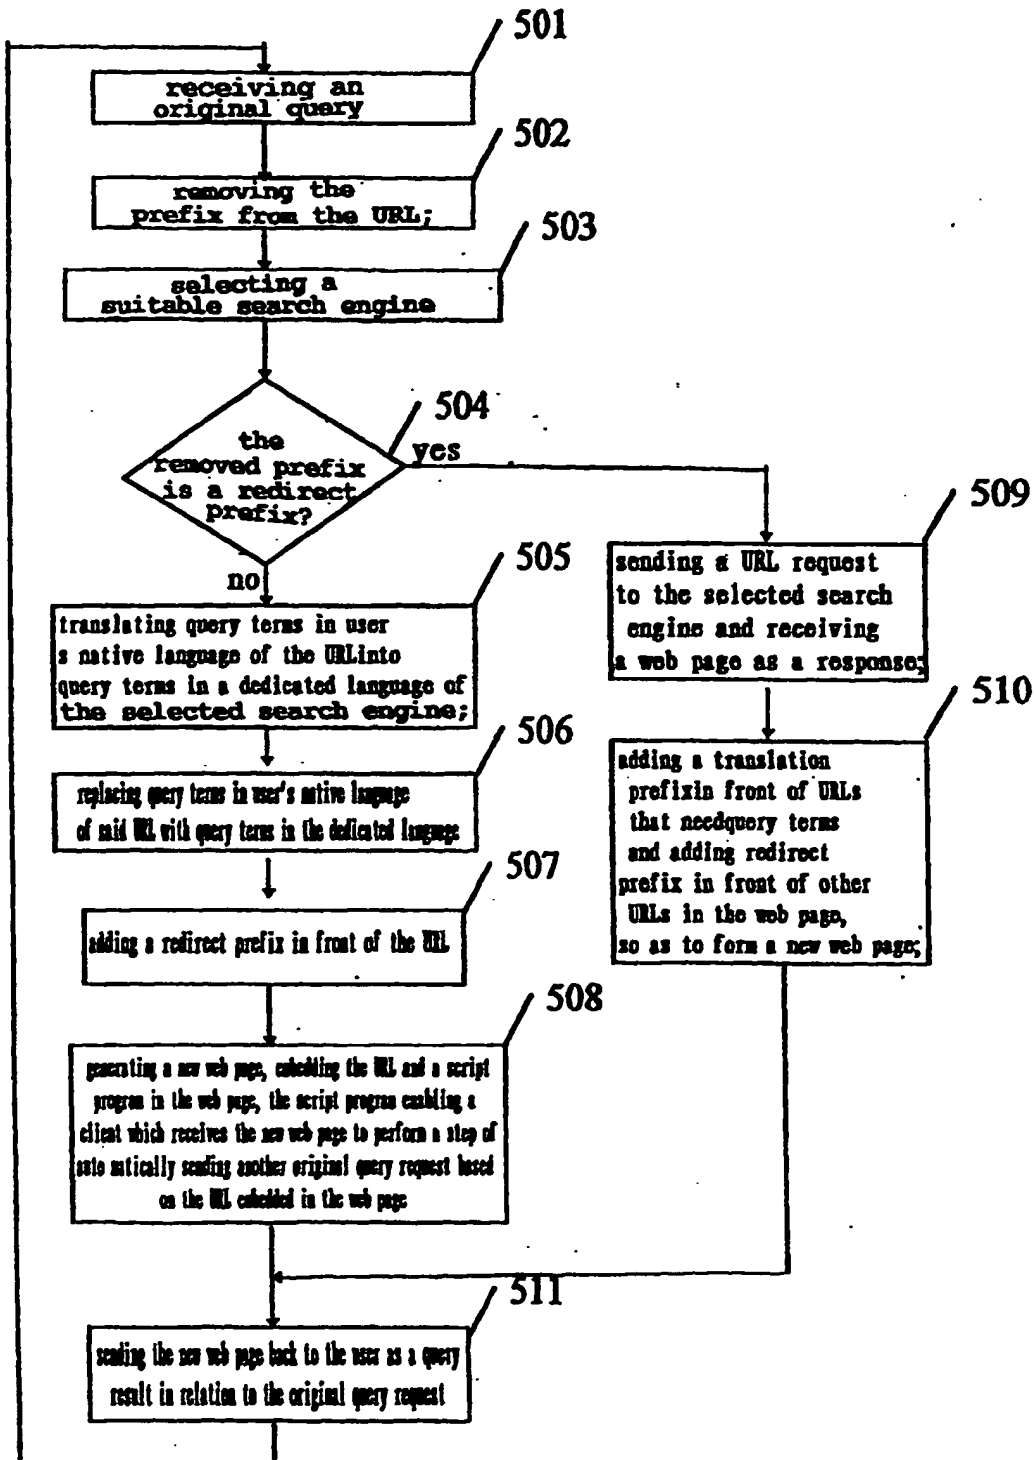 501
receiving an
original query
502
removing the
prefix from the URL;
503
selecting a
suitable search engine
504
the
removed prefix
is a redirect
prefix?
yes
no
505
translating query terms in user
s native language of the URLinto
query terms in a dedicated language of
the selected search engine;
506
replacing query terms in user's native language
of said URL with query terms in the dedicated language
507
adding a redirect prefix in front of the URL
508
generating a new web page, embedding the URL and a script
program in the web page, the script program enabling a
client which receives the new web page to perform a step of
auto matically sending another original query request based
on the URL embedded in the web page
509
sending a URL request
to the selected search
engine and receiving
a web page as a response;
510
adding a translation
prefixin front of URLs
that needquery terms
and adding redirect
prefix in front of other
URLs in the web page,
so as to form a new web page;
511
sending the new web page back to the user as a query
result in relation to the original query request